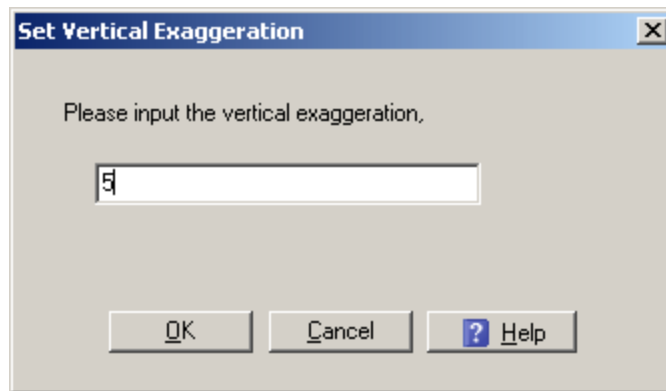 Set Vertical Exaggeration
Please input the vertical exaggeration,
5
OK
Cancel
? Help